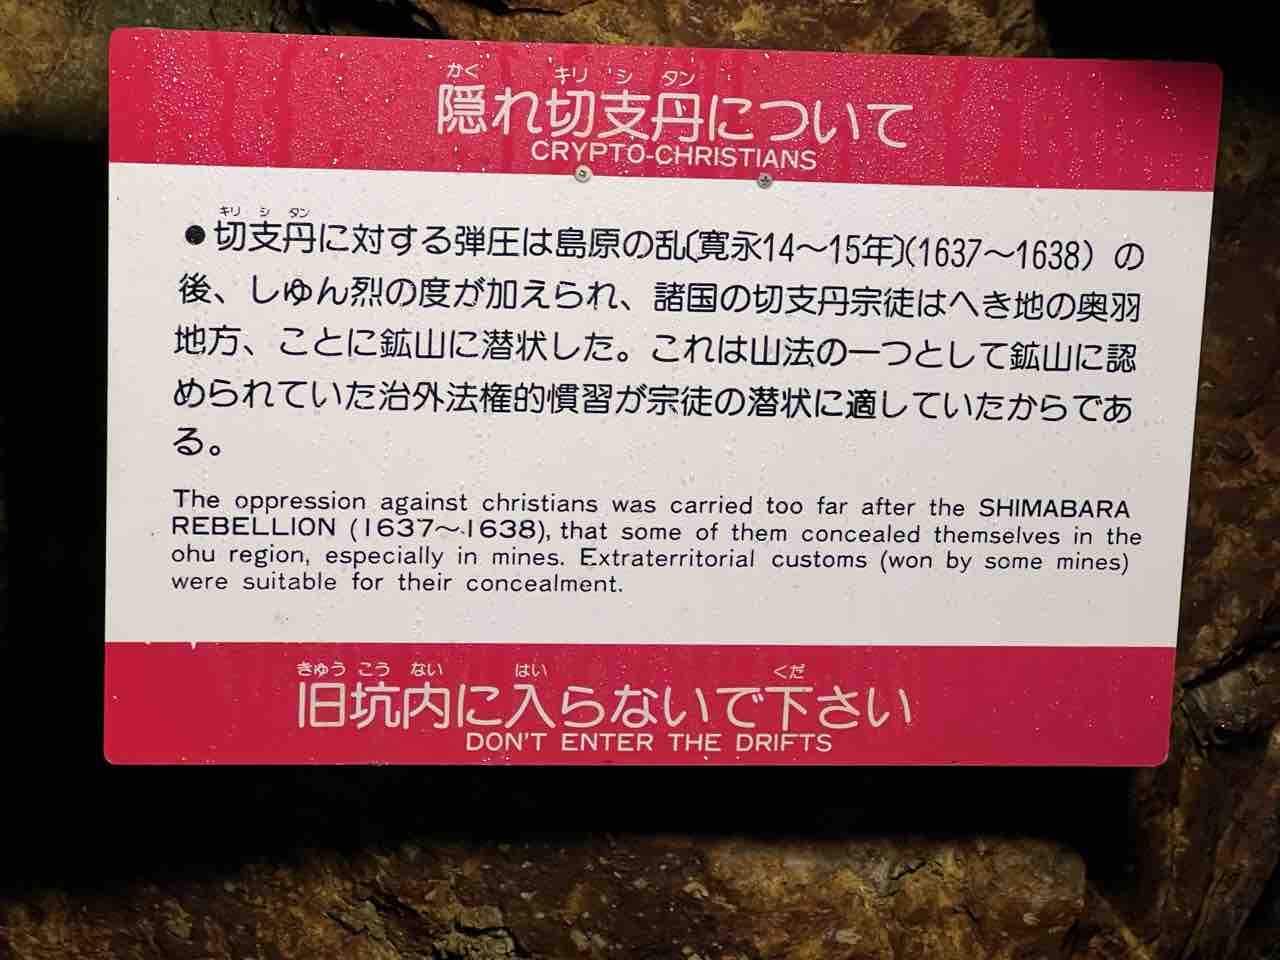 かく キリ シ タン
隠れ切支丹について
CRYPTO-CHRISTIANS
キリ シ タン
●切支丹に対する弾圧は島原の乱〔寛永14～15年〕(1637～1638）の
後、しゅん烈の度が加えられ、諸国の切支丹宗徒はへき地の奥羽
地方、ことに鉱山に潜状した。これは山法の一つとして鉱山に認
められていた治外法権的慣習が宗徒の潜状に適していたからであ
る。
The oppression against christians was carried too far after the SHIMABARA
REBELLION (1637～1638), that some of them concealed themselves in the
ohu region, especially in mines. Extraterritorial customs (won by some mines)
were suitable for their concealment.
きゅう こう ない はい くだ
旧坑内に入らないで下さい
DON'T ENTER THE DRIFTS